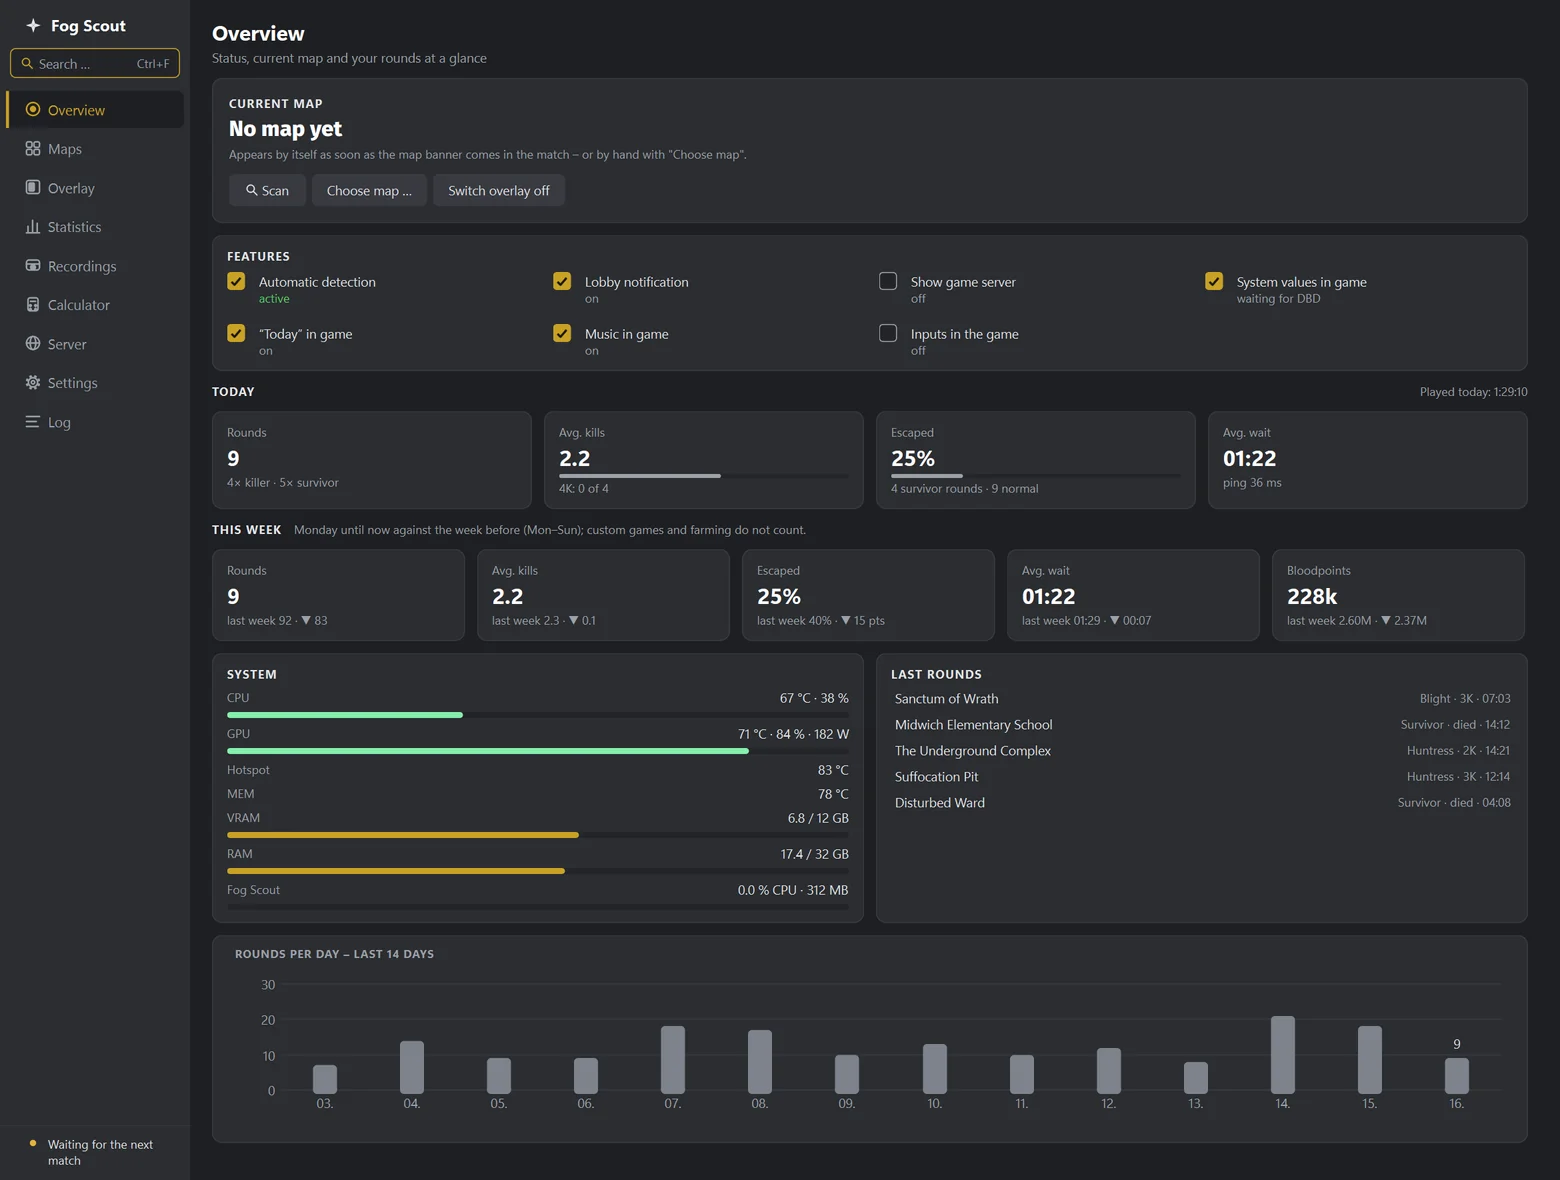 Fog Scout
Search ... Ctrl+F
Overview
Maps
Overlay
Statistics
Recordings
Calculator
Server
Settings
Log
Waiting for the next
match
Overview
Status, current map and your rounds at a glance
CURRENT MAP
No map yet
Appears by itself as soon as the map banner comes in the match – or by hand with "Choose map".
Scan
Choose map ...
Switch overlay off
FEATURES
Automatic detection
active
Lobby notification
on
Show game server
off
System values in game
waiting for DBD
“Today” in game
on
Music in game
on
Inputs in the game
off
TODAY
Played today: 1:29:10
Rounds
9
4× killer · 5× survivor
Avg. kills
2.2
4K: 0 of 4
Escaped
25%
4 survivor rounds · 9 normal
Avg. wait
01:22
ping 36 ms
THIS WEEK Monday until now against the week before (Mon–Sun); custom games and farming do not count.
Rounds
9
last week 92 · ▼ 83
Avg. kills
2.2
last week 2.3 · ▼ 0.1
Escaped
25%
last week 40% · ▼ 15 pts
Avg. wait
01:22
last week 01:29 · ▼ 00:07
Bloodpoints
228k
last week 2.60M · ▼ 2.37M
SYSTEM
CPU 67 °C · 38 %
GPU 71 °C · 84 % · 182 W
Hotspot 83 °C
MEM 78 °C
VRAM 6.8 / 12 GB
RAM 17.4 / 32 GB
Fog Scout 0.0 % CPU · 312 MB
LAST ROUNDS
Sanctum of Wrath Blight · 3K · 07:03
Midwich Elementary School Survivor · died · 14:12
The Underground Complex Huntress · 2K · 14:21
Suffocation Pit Huntress · 3K · 12:14
Disturbed Ward Survivor · died · 04:08
ROUNDS PER DAY – LAST 14 DAYS
30
20
10
0
9
03. 04. 05. 06. 07. 08. 09. 10. 11. 12. 13. 14. 15. 16.